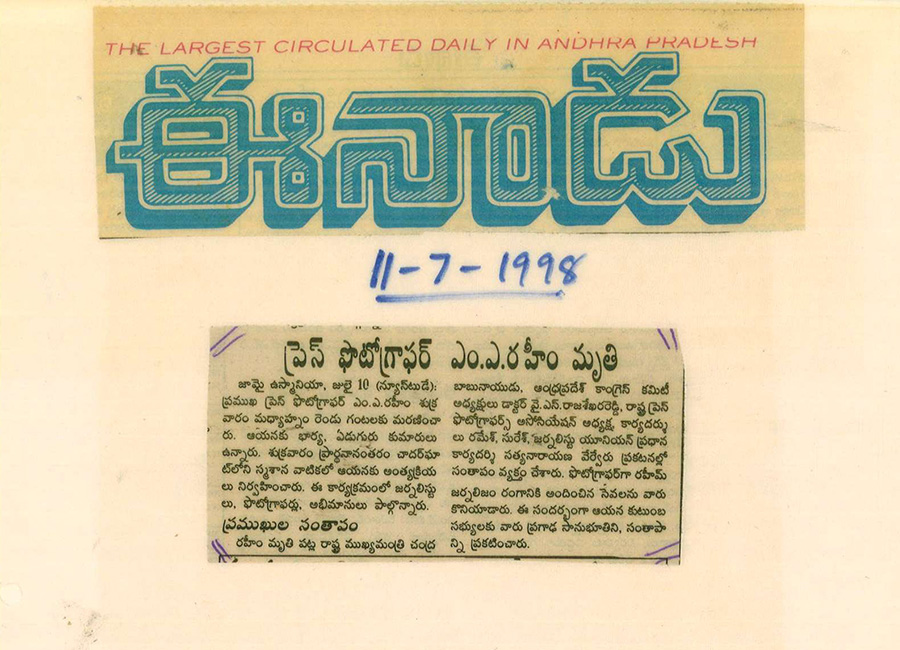 THE LARGEST CIRCULATED DAILY IN ANDHRA PRADESH
ఈనాడు
11-7-1998
ప్రెస్ ఫొటోగ్రాఫర్ ఎం.ఎ.రహీం మృతి
జామై ఉస్మానియా, జులై 10 (న్యూస్‌టుడే):
ప్రముఖ ప్రెస్ ఫొటోగ్రాఫర్ ఎం.ఎ.రహీం శుక్ర
వారం మధ్యాహ్నం రెండు గంటలకు మరణించా
రు. ఆయనకు భార్య, ఏడుగురు కుమారులు
ఉన్నారు. శుక్రవారం ప్రార్థనానంతరం చాదర్‌ఘా
ట్‌లోని స్మశాన వాటికలో ఆయనకు అంత్యక్రియ
లు నిర్వహించారు. ఈ కార్యక్రమంలో జర్నలిస్టు
లు, ఫొటోగ్రాఫర్లు, అభిమానులు పాల్గొన్నారు.
ప్రముఖుల సంతాపం
రహీం మృతి పట్ల రాష్ట్ర ముఖ్యమంత్రి చంద్ర
బాబునాయుడు, ఆంధ్రప్రదేశ్ కాంగ్రెస్ కమిటీ
అధ్యక్షులు డాక్టర్ వై.ఎస్.రాజశేఖరరెడ్డి, రాష్ట్ర ప్రెస్
ఫొటోగ్రాఫర్స్ అసోసియేషన్ అధ్యక్ష, కార్యదర్శు
లు రమేశ్, సురేశ్, జర్నలిస్టు యూనియన్ ప్రధాన
కార్యదర్శి సత్యనారాయణ వేర్వేరు ప్రకటనల్లో
సంతాపం వ్యక్తం చేశారు. ఫొటోగ్రాఫర్‌గా రహీమ్
జర్నలిజం రంగానికి అందించిన సేవలను వారు
కొనియాడారు. ఈ సందర్భంగా ఆయన కుటుంబ
సభ్యులకు వారు ప్రగాఢ సానుభూతిని, సంతాపా
న్ని ప్రకటించారు.